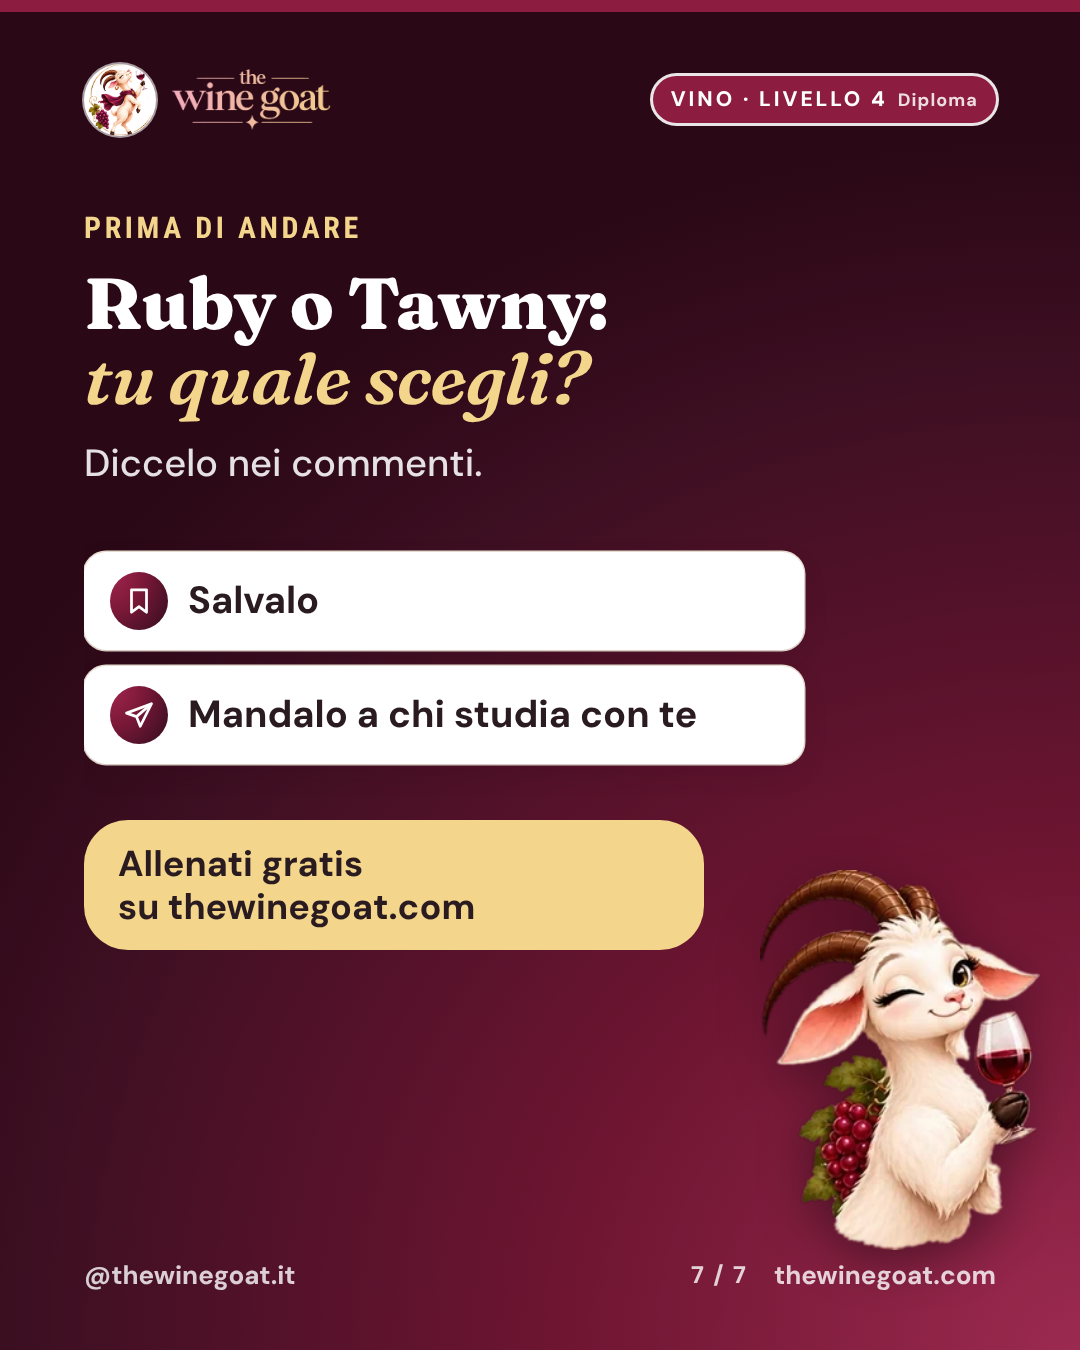 the
wine goat
VINO · LIVELLO 4 Diploma
PRIMA DI ANDARE
Ruby o Tawny:
tu quale scegli?
Diccelo nei commenti.
Salvalo
Mandalo a chi studia con te
Allenati gratis
su thewinegoat.com
@thewinegoat.it
7 / 7 thewinegoat.com